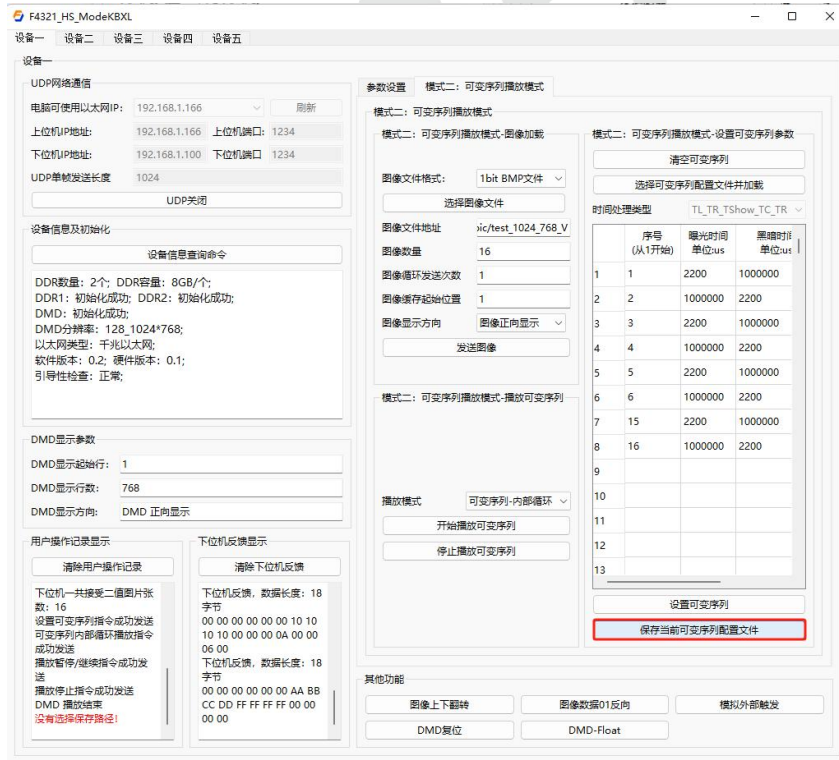 F4321_HS_ModeKBXL
设备一 设备二 设备三 设备四 设备五
设备一
UDP网络通信
电脑可使用以太网IP: 192.168.1.166 刷新
上位机IP地址: 192.168.1.166 上位机端口: 1234
下位机IP地址: 192.168.1.100 下位机端口 1234
UDP单帧发送长度 1024
UDP关闭
设备信息及初始化
设备信息查询命令
DDR数量: 2个; DDR容量: 8GB/个;
DDR1: 初始化成功; DDR2: 初始化成功;
DMD: 初始化成功;
DMD分辨率: 128_1024*768;
以太网类型: 千兆以太网;
软件版本: 0.2; 硬件版本: 0.1;
引导性检查: 正常;
DMD显示参数
DMD显示起始行: 1
DMD显示行数: 768
DMD显示方向: DMD 正向显示
用户操作记录显示
清除用户操作记录
下位机一共接受二值图片张
数: 16
设置可变序列指令成功发送
可变序列内部循环播放指令
成功发送
播放暂停/继续指令成功发
送
播放停止指令成功发送
DMD 播放结束
没有选择保存路径!
下位机反馈显示
清除下位机反馈
下位机反馈, 数据长度: 18
字节
00 00 00 00 00 00 10 10
10 10 00 00 00 0A 00 00
06 00
下位机反馈, 数据长度: 18
字节
00 00 00 00 00 00 AA BB
CC DD FF FF FF FF 00 00
00 00
参数设置 模式二: 可变序列播放模式
模式二: 可变序列播放模式
模式二: 可变序列播放模式-图像加载
图像文件格式: 1bit BMP文件
选择图像文件
图像文件地址 pic/test_1024_768_V
图像数量 16
图像循环发送次数 1
图像缓存起始位置 1
图像显示方向 图像正向显示
发送图像
模式二: 可变序列播放模式-播放可变序列
播放模式 可变序列-内部循环
开始播放可变序列
停止播放可变序列
模式二: 可变序列播放模式-设置可变序列参数
清空可变序列
选择可变序列配置文件并加载
时间处理类型 TL_TR_TShow_TC_TR
序号 曝光时间 黑暗时间
(从1开始) 单位:us 单位:us
1 1 2200 1000000
2 2 1000000 2200
3 3 2200 1000000
4 4 1000000 2200
5 5 2200 1000000
6 6 1000000 2200
7 15 2200 1000000
8 16 1000000 2200
9
10
11
12
13
设置可变序列
保存当前可变序列配置文件
其他功能
图像上下翻转 图像数据01反向 模拟外部触发
DMD复位 DMD-Float